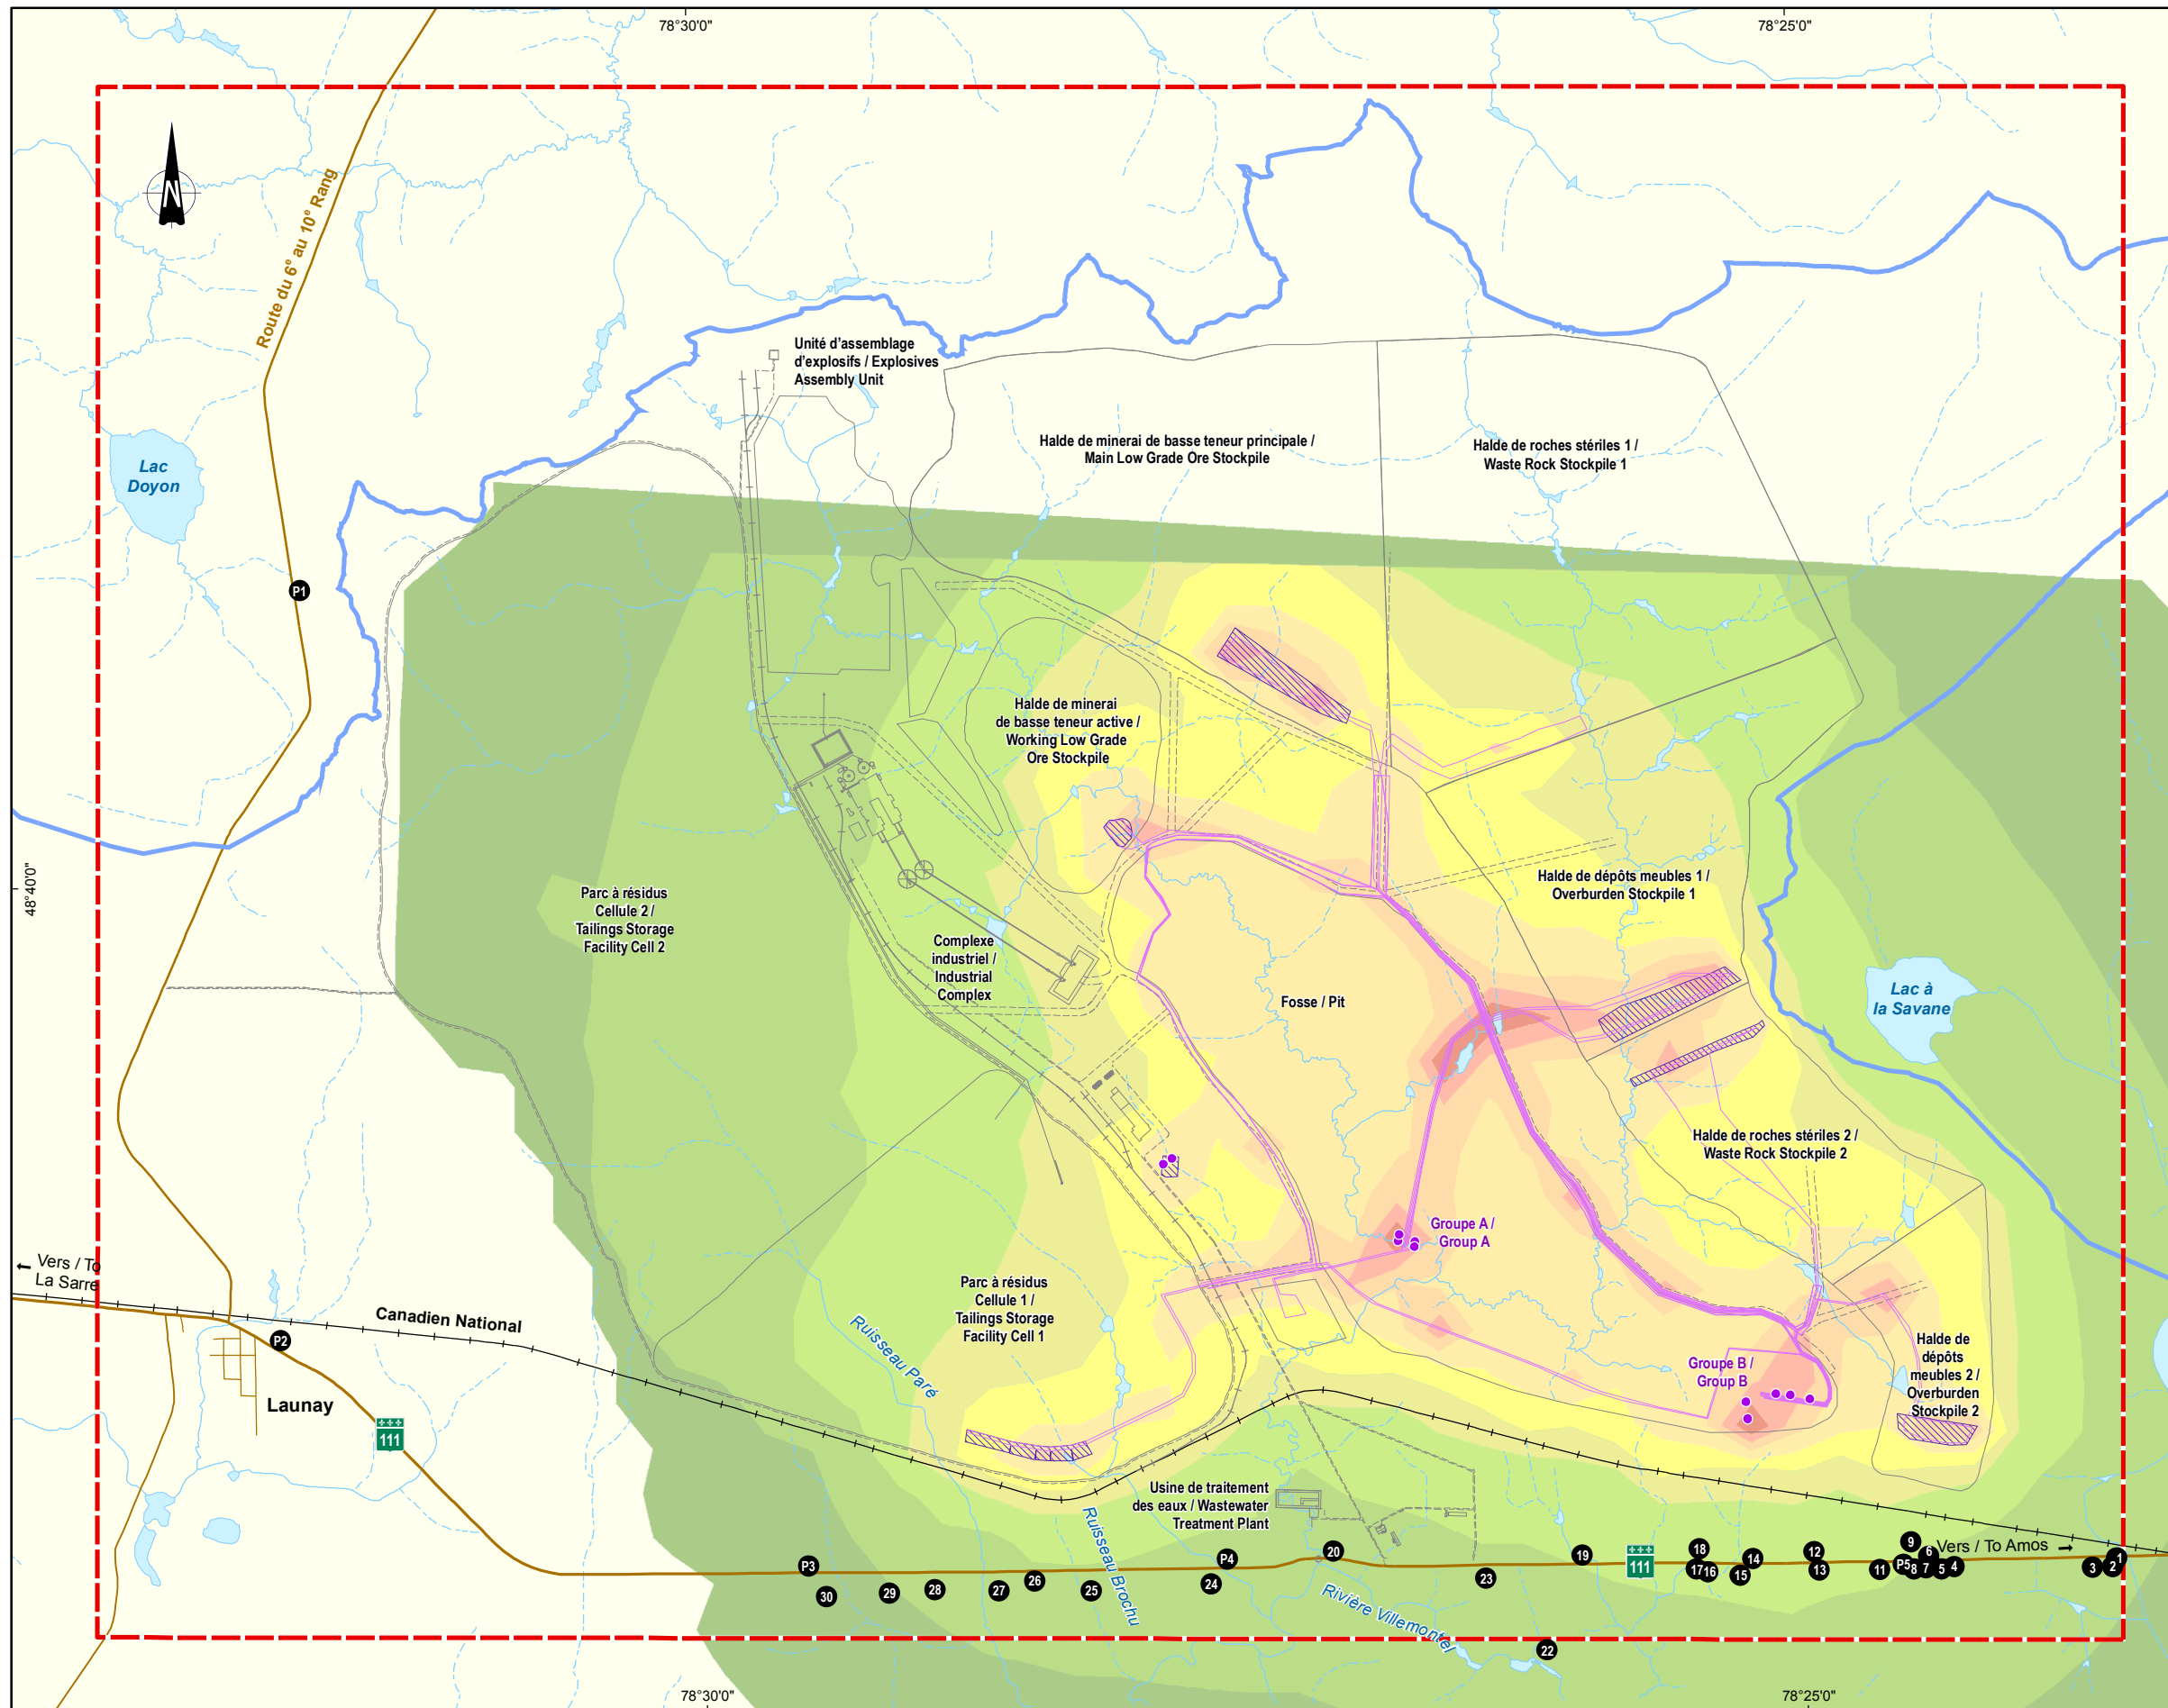 78°30'0"
78°25'0"
N
Route du 6e au 10e Rang
Unité d'assemblage
d'explosifs / Explosives
Assembly Unit
Halde de minerai de basse teneur principale /
Main Low Grade Ore Stockpile
Halde de roches stériles 1 /
Waste Rock Stockpile 1
Lac
Doyon
P1
Halde de minerai
de basse teneur active /
Working Low Grade
Ore Stockpile
48°40'0"
Parc à résidus
Cellule 2 /
Tailings Storage
Facility Cell 2
Halde de dépôts meubles 1 /
Overburden Stockpile 1
Complexe
industriel /
Industrial
Complex
Fosse / Pit
Lac à
la Savane
Halde de roches stériles 2 /
Waste Rock Stockpile 2
Groupe A /
Group A
Vers / To
La Sarre
Canadien National
P2
Launay
111
Parc à résidus
Cellule 1 /
Tailings Storage
Facility Cell 1
Ruisseau Paré
Groupe B /
Group B
Halde de
dépôts
meubles 2 /
Overburden
Stockpile 2
Usine de traitement
des eaux / Wastewater
Treatment Plant
Ruisseau Brochu
Rivière Villemontel
Vers / To Amos
P3
30
29
28
27
26
25
P4
24
20
23
22
19
111
18
17
16
15
14
12
13
11
9
P5
8
7
6
5
4
3
2
1
78°30'0"
78°25'0"